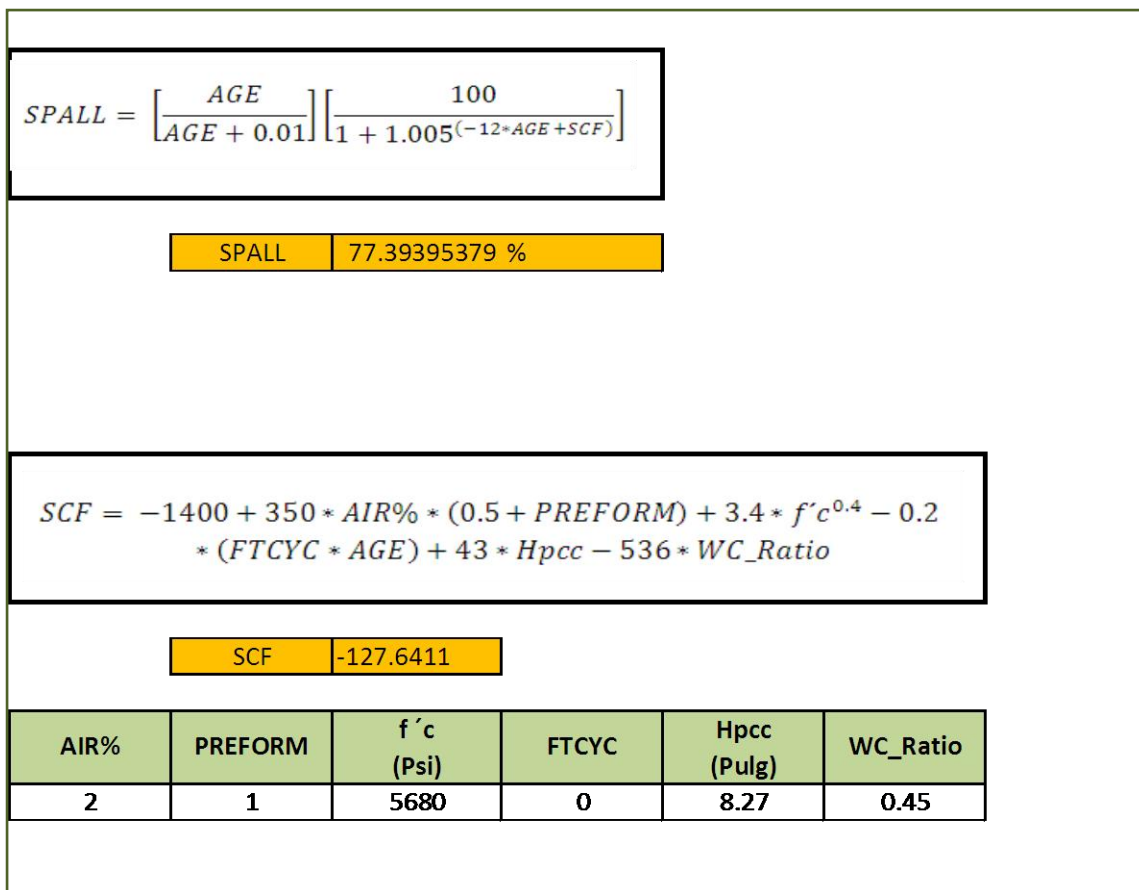 SPALL = [AGE / AGE + 0.01] [100 / 1 + 1.005^(−12*AGE+SCF)]
SPALL 77.39395379 %
SCF = −1400 + 350 * AIR% * (0.5 + PREFORM) + 3.4 * f´c^0.4 − 0.2
* (FTCYC * AGE) + 43 * Hpcc − 536 * WC_Ratio
SCF -127.6411
AIR% PREFORM f ´c (Psi) FTCYC Hpcc (Pulg) WC_Ratio
2 1 5680 0 8.27 0.45